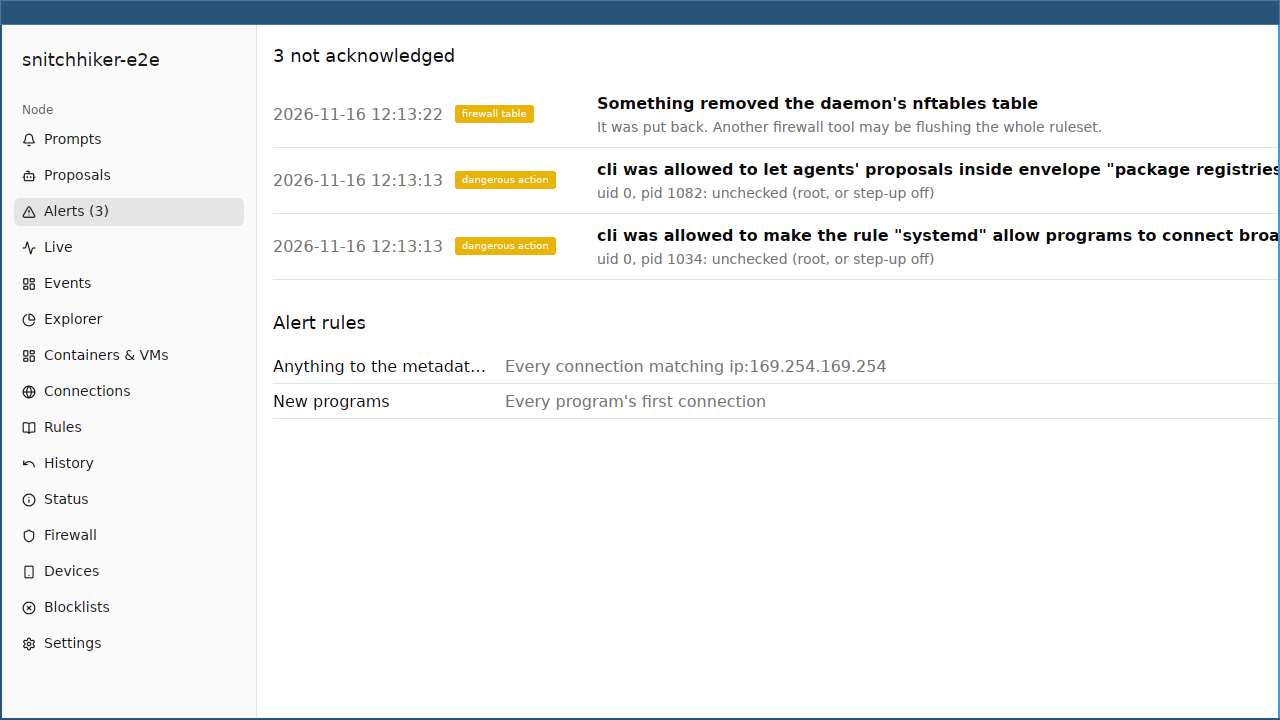 snitchhiker-e2e
Node
Prompts
Proposals
Alerts (3)
Live
Events
Explorer
Containers & VMs
Connections
Rules
History
Status
Firewall
Devices
Blocklists
Settings
3 not acknowledged
2026-11-16 12:13:22 firewall table Something removed the daemon's nftables table
It was put back. Another firewall tool may be flushing the whole ruleset.
2026-11-16 12:13:13 dangerous action cli was allowed to let agents' proposals inside envelope "package registries
uid 0, pid 1082: unchecked (root, or step-up off)
2026-11-16 12:13:13 dangerous action cli was allowed to make the rule "systemd" allow programs to connect broa
uid 0, pid 1034: unchecked (root, or step-up off)
Alert rules
Anything to the metadat... Every connection matching ip:169.254.169.254
New programs Every program's first connection